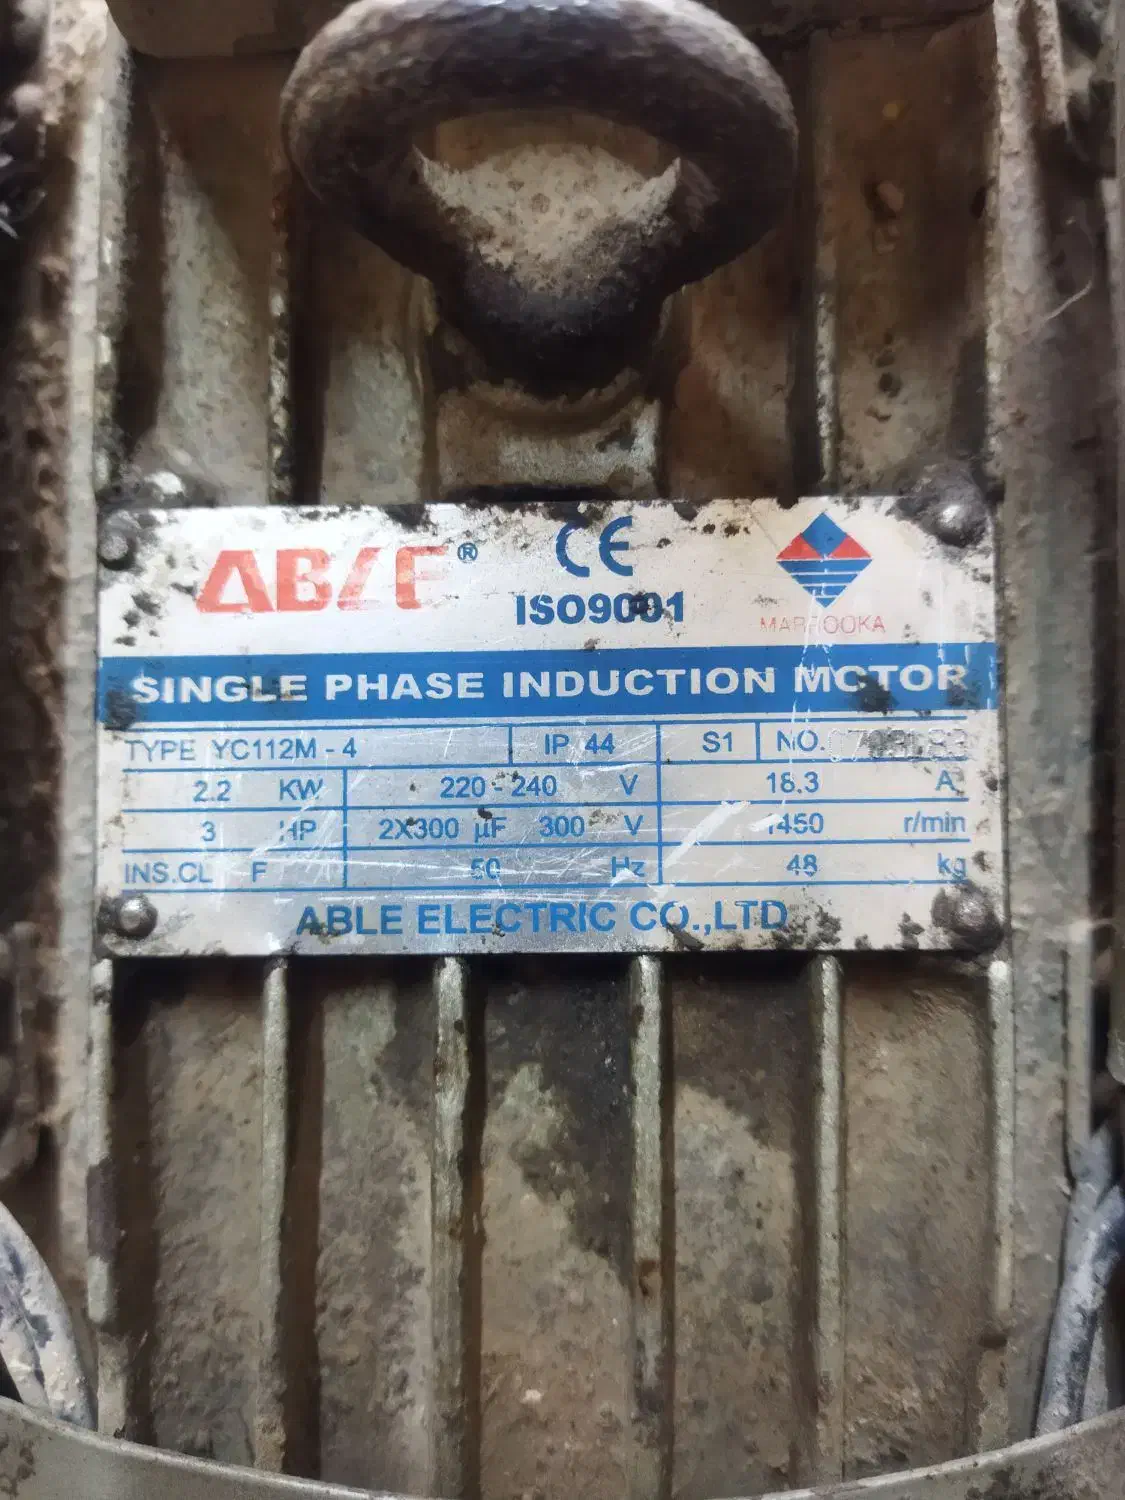 ABLE® CE
ISO9001
MARROOKA
SINGLE PHASE INDUCTION MOTOR
TYPE YC112M - 4 IP 44 S1 NO.
2.2 KW 220 - 240 V 18.3 A
3 HP 2X300 µF 300 V 1450 r/min
INS.CL F 50 Hz 48 kg
ABLE ELECTRIC CO.,LTD